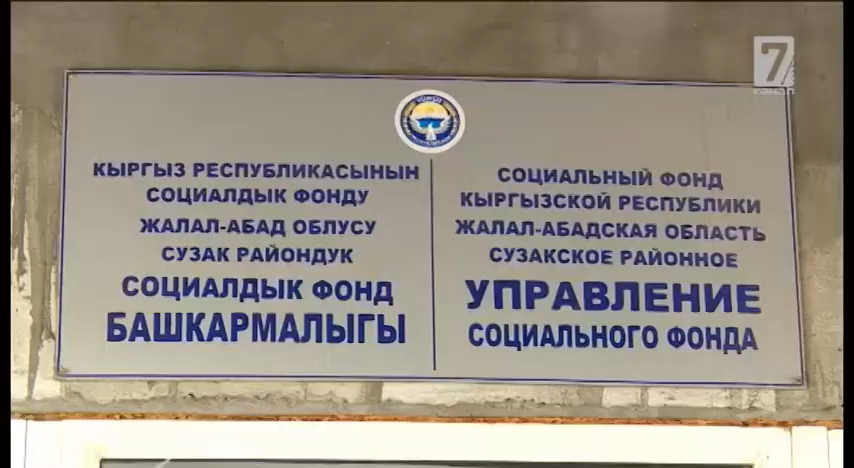 7
КАНАЛ
КЫРГЫЗ РЕСПУБЛИКАСЫНЫН
СОЦИАЛДЫК ФОНДУ
ЖАЛАЛ-АБАД ОБЛУСУ
СУЗАК РАЙОНДУК
СОЦИАЛДЫК ФОНД
БАШКАРМАЛЫГЫ
СОЦИАЛЬНЫЙ ФОНД
КЫРГЫЗСКОЙ РЕСПУБЛИКИ
ЖАЛАЛ-АБАДСКАЯ ОБЛАСТЬ
СУЗАКСКОЕ РАЙОННОЕ
УПРАВЛЕНИЕ
СОЦИАЛЬНОГО ФОНДА